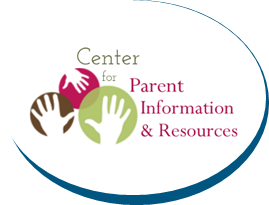 Center
for
Parent
Information
& Resources